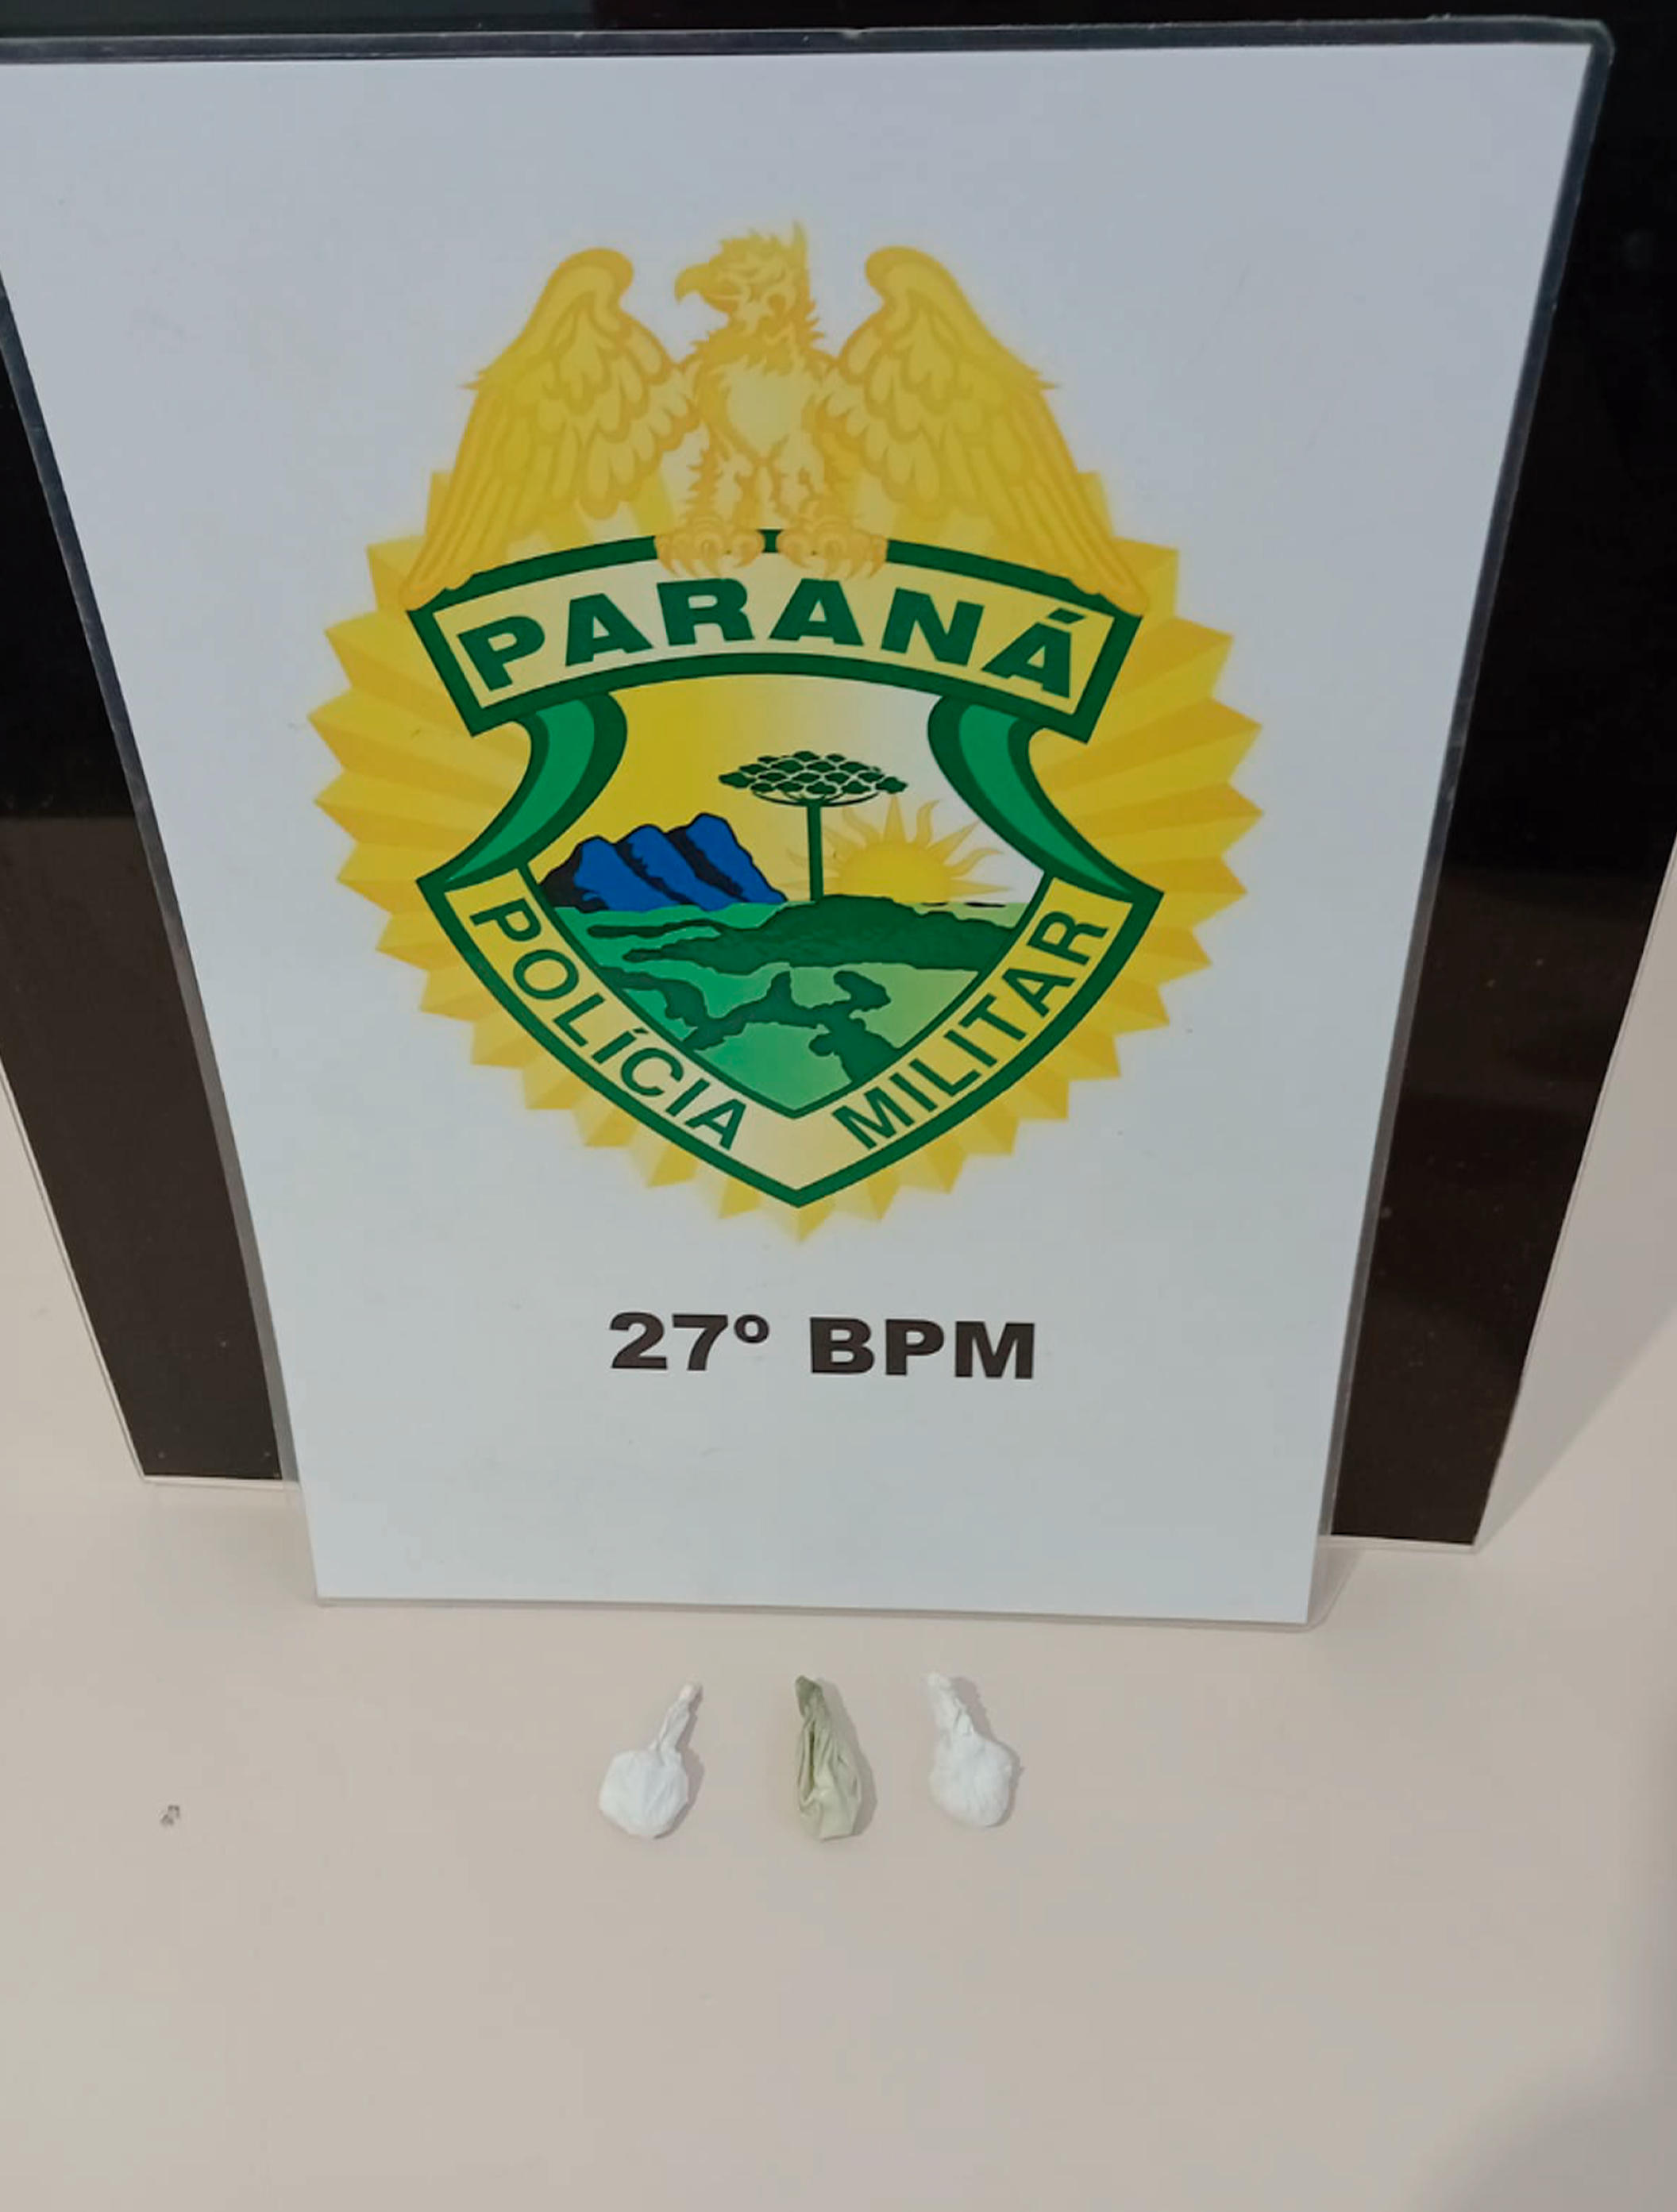 PARANÁ
POLÍCIA MILITAR
27º BPM